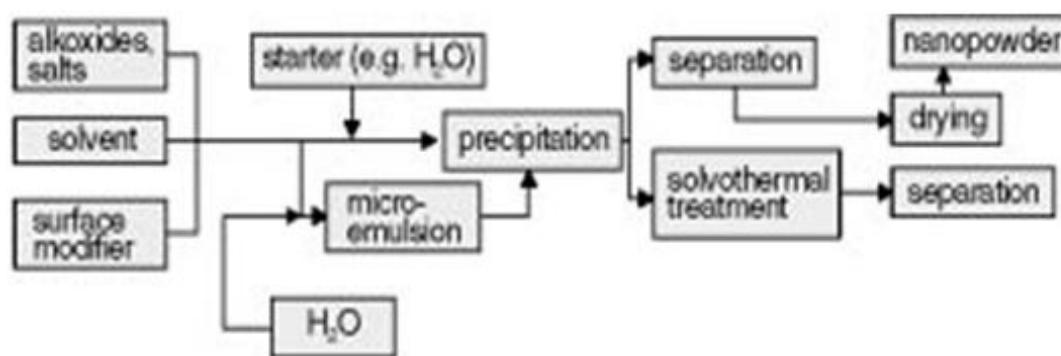 alkoxides,
salts
solvent
surface
modifier
starter (e.g. H₂O)
micro-
emulsion
H₂O
precipitation
separation
solvothermal
treatment
nanopowder
drying
separation